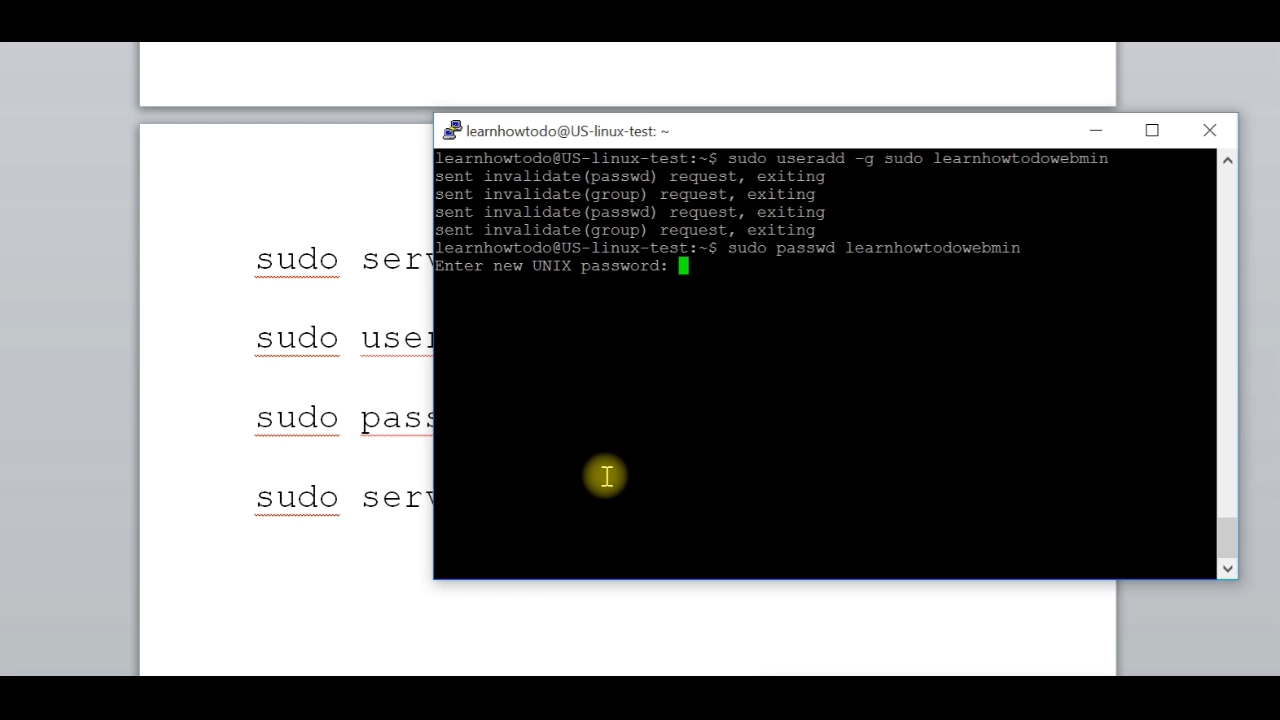 learnhowtodo@US-linux-test: ~
learnhowtodo@US-linux-test:~$ sudo useradd -g sudo learnhowtodowebmin
sent invalidate(passwd) request, exiting
sent invalidate(group) request, exiting
sent invalidate(passwd) request, exiting
sent invalidate(group) request, exiting
learnhowtodo@US-linux-test:~$ sudo passwd learnhowtodowebmin
Enter new UNIX password:
sudo serv
sudo user
sudo pass
sudo serv